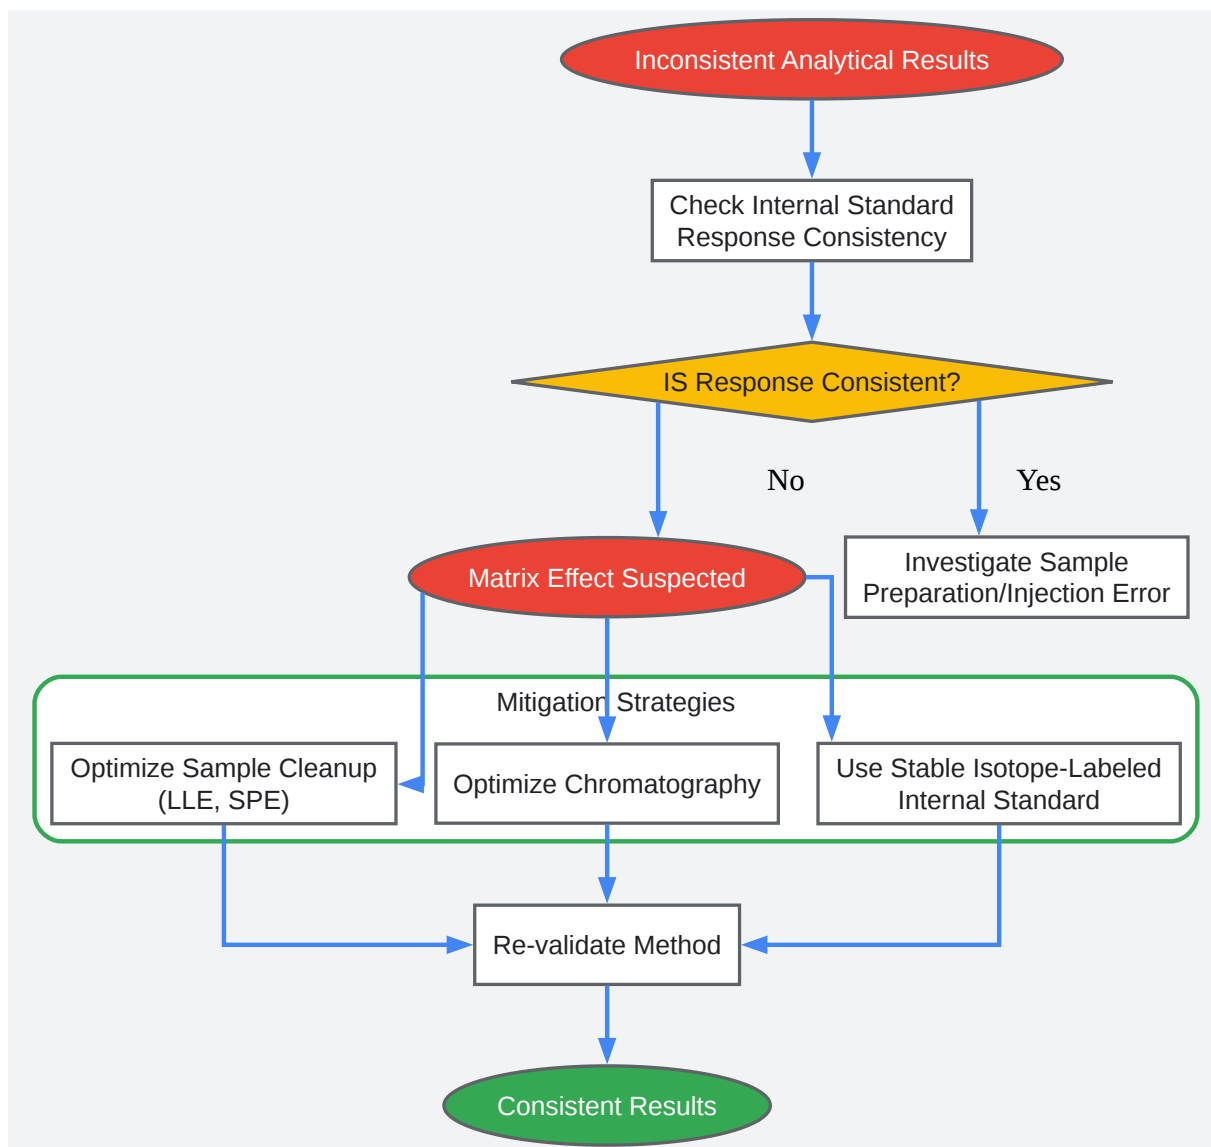 Inconsistent Analytical Results
Check Internal Standard
Response Consistency
IS Response Consistent?
No
Yes
Matrix Effect Suspected
Investigate Sample
Preparation/Injection Error
Mitigation Strategies
Optimize Sample Cleanup
(LLE, SPE)
Optimize Chromatography
Use Stable Isotope-Labeled
Internal Standard
Re-validate Method
Consistent Results